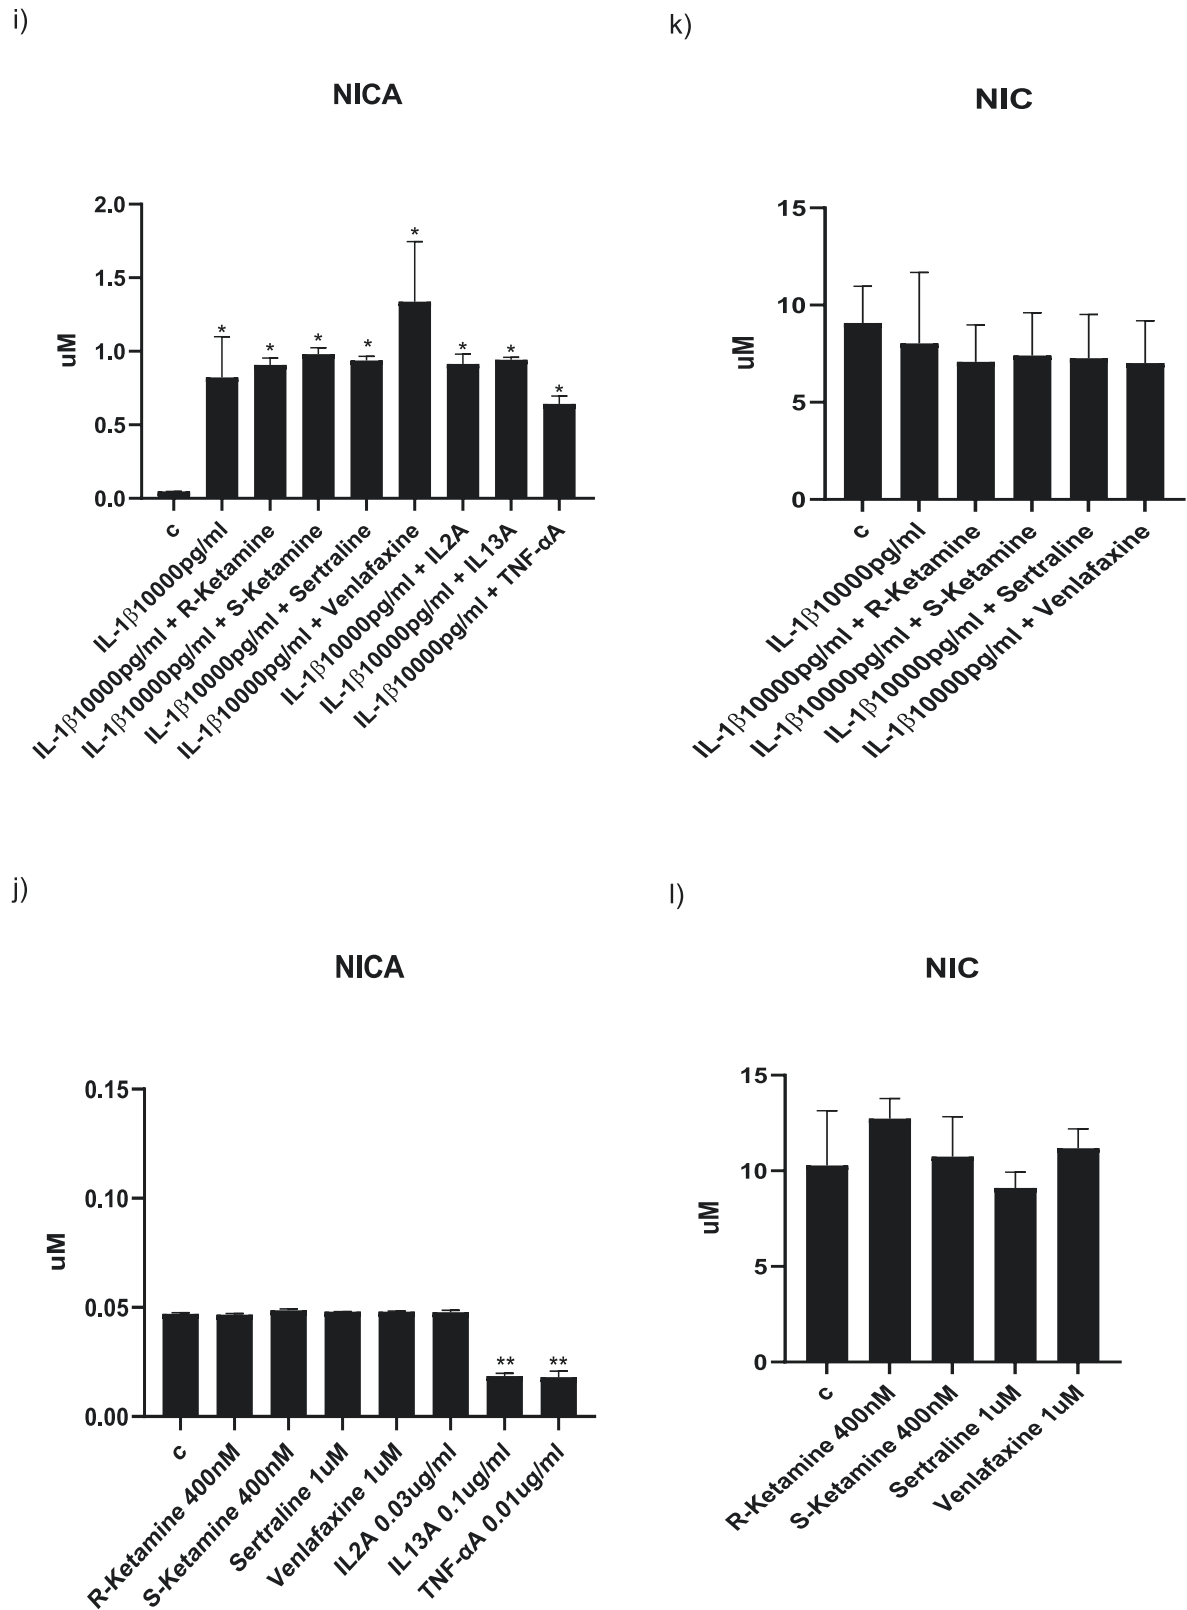 i)
NICA
uM
2.0
1.5
1.0
0.5
0.0
*
*
*
*
*
*
*
*
c
IL-1β10000pg/ml
IL-1β10000pg/ml + R-Ketamine
IL-1β10000pg/ml + S-Ketamine
IL-1β10000pg/ml + Sertraline
IL-1β10000pg/ml + Venlafaxine
IL-1β10000pg/ml + IL2A
IL-1β10000pg/ml + IL13A
IL-1β10000pg/ml + TNF-αA
k)
NIC
uM
15
10
5
0
c
IL-1β10000pg/ml
IL-1β10000pg/ml + R-Ketamine
IL-1β10000pg/ml + S-Ketamine
IL-1β10000pg/ml + Sertraline
IL-1β10000pg/ml + Venlafaxine
j)
NICA
uM
0.15
0.10
0.05
0.00
**
**
c
R-Ketamine 400nM
S-Ketamine 400nM
Sertraline 1uM
Venlafaxine 1uM
IL2A 0.03ug/ml
IL13A 0.1ug/ml
TNF-αA 0.01ug/ml
l)
NIC
uM
15
10
5
0
c
R-Ketamine 400nM
S-Ketamine 400nM
Sertraline 1uM
Venlafaxine 1uM